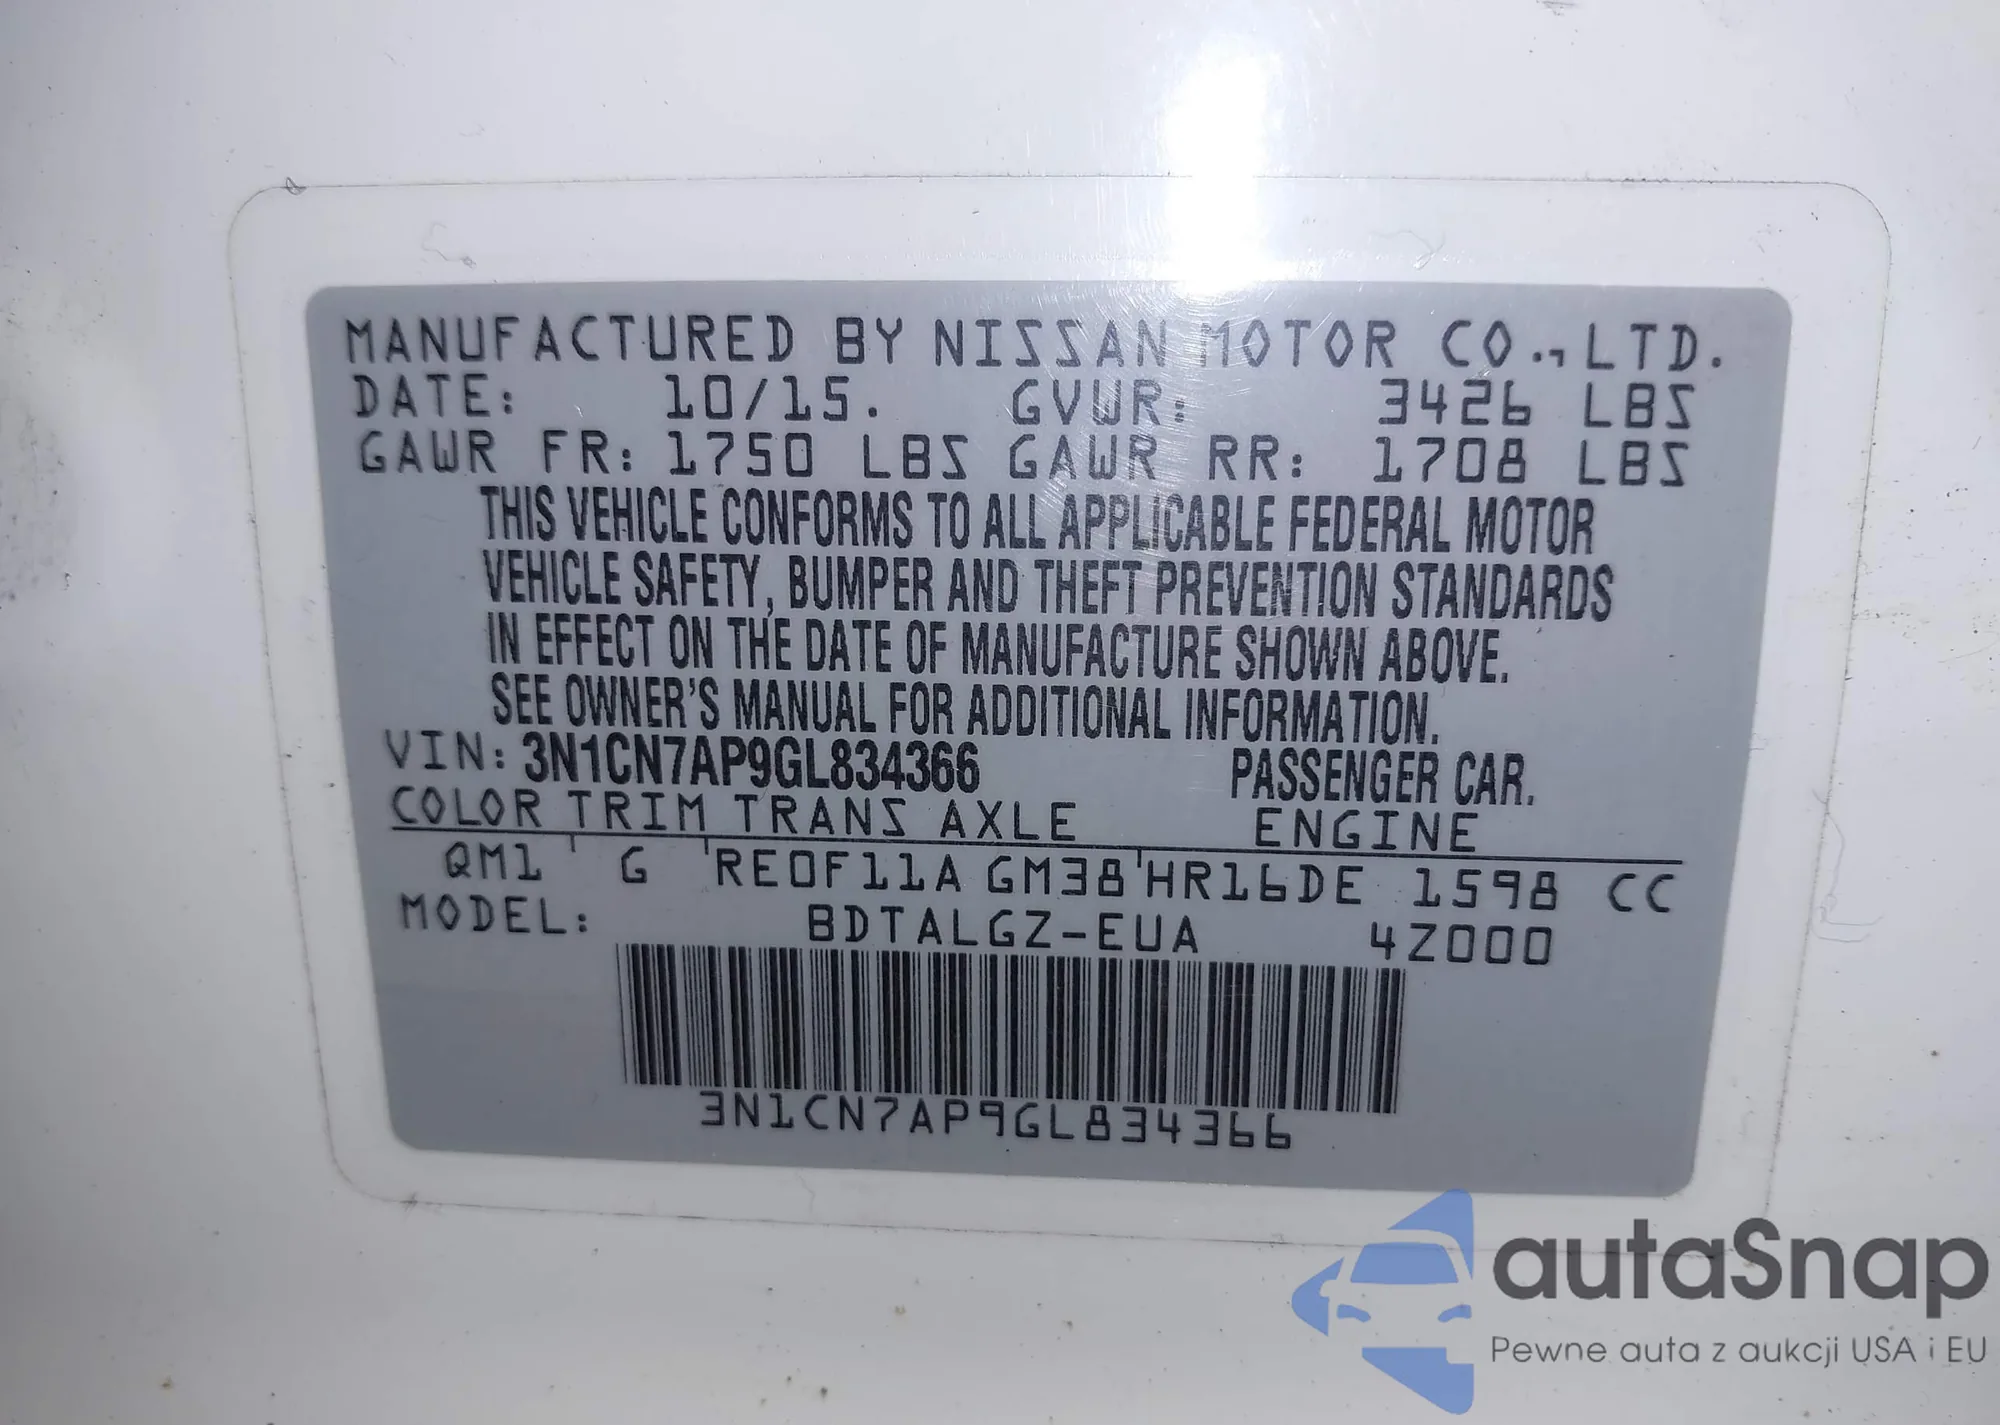 MANUFACTURED BY NISSAN MOTOR CO., LTD.
DATE: 10/15. GVWR: 3426 LBS
GAWR FR: 1750 LBS GAWR RR: 1708 LBS
THIS VEHICLE CONFORMS TO ALL APPLICABLE FEDERAL MOTOR
VEHICLE SAFETY, BUMPER AND THEFT PREVENTION STANDARDS
IN EFFECT ON THE DATE OF MANUFACTURE SHOWN ABOVE.
SEE OWNER'S MANUAL FOR ADDITIONAL INFORMATION.
VIN: 3N1CN7AP9GL834366 PASSENGER CAR.
COLOR TRIM TRANS AXLE ENGINE
QM1 G RE0F11A GM38 HR16DE 1598 CC
MODEL: BDTALGZ-EUA 4Z000
3N1CN7AP9GL834366
autaSnap
Pewne auta z aukcji USA i EU